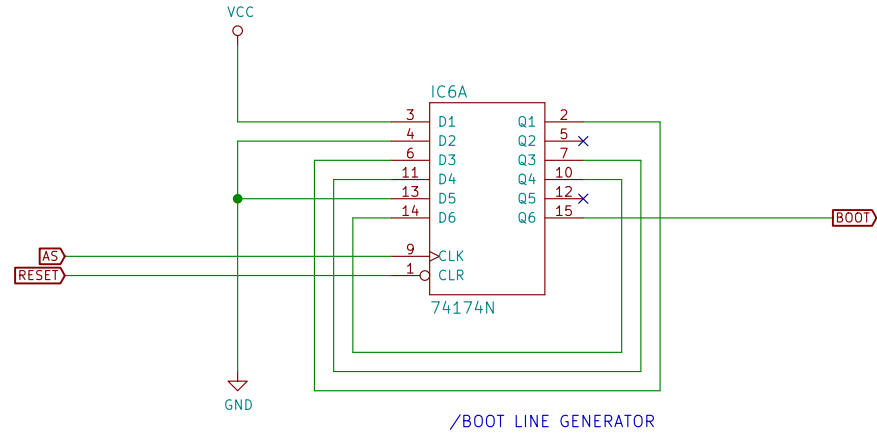 VCC
IC6A
3 D1 Q1 2
4 D2 Q2 5
6 D3 Q3 7
11 D4 Q4 10
13 D5 Q5 12
14 D6 Q6 15
BOOT
AS
9 CLK
RESET
1 CLR
74174N
GND
/BOOT LINE GENERATOR